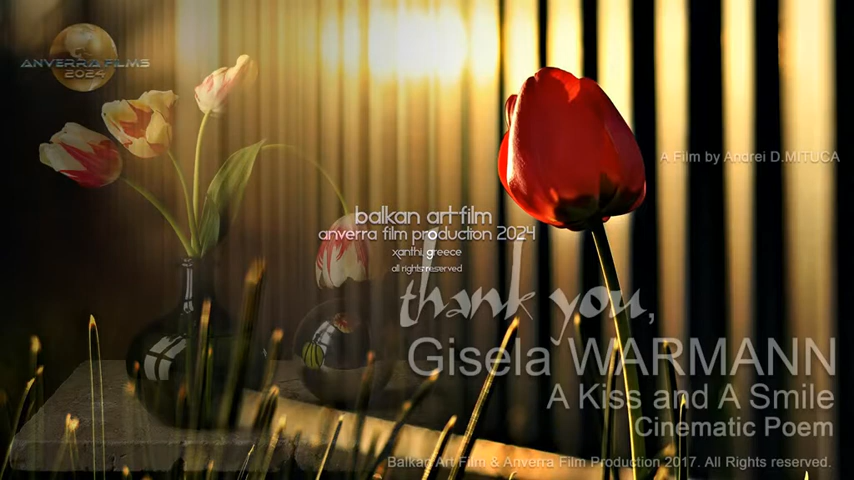 ANVERRA FILMS
2024
A Film by Andrei D.MITUCA
balkan art film
anverra film production 2024
xanthi, greece
all rights reserved
thank you,
Gisela WARMANN
A Kiss and A Smile
Cinematic Poem
Balkan Art Film & Anverra Film Production 2017. All Rights reserved.